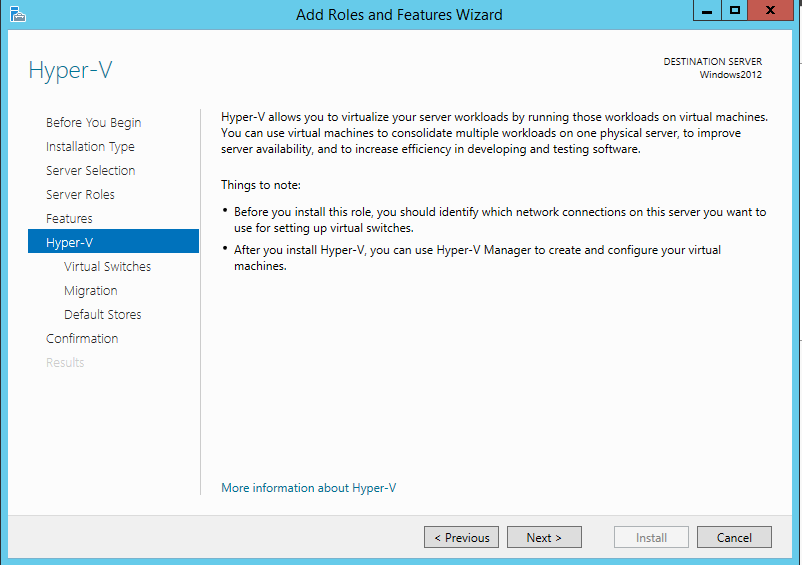 Add Roles and Features Wizard
Hyper-V
DESTINATION SERVER
Windows2012
Before You Begin
Installation Type
Server Selection
Server Roles
Features
Hyper-V
Virtual Switches
Migration
Default Stores
Confirmation
Results
Hyper-V allows you to virtualize your server workloads by running those workloads on virtual machines.
You can use virtual machines to consolidate multiple workloads on one physical server, to improve
server availability, and to increase efficiency in developing and testing software.
Things to note:
• Before you install this role, you should identify which network connections on this server you want to
use for setting up virtual switches.
• After you install Hyper-V, you can use Hyper-V Manager to create and configure your virtual
machines.
More information about Hyper-V
< Previous
Next >
Install
Cancel